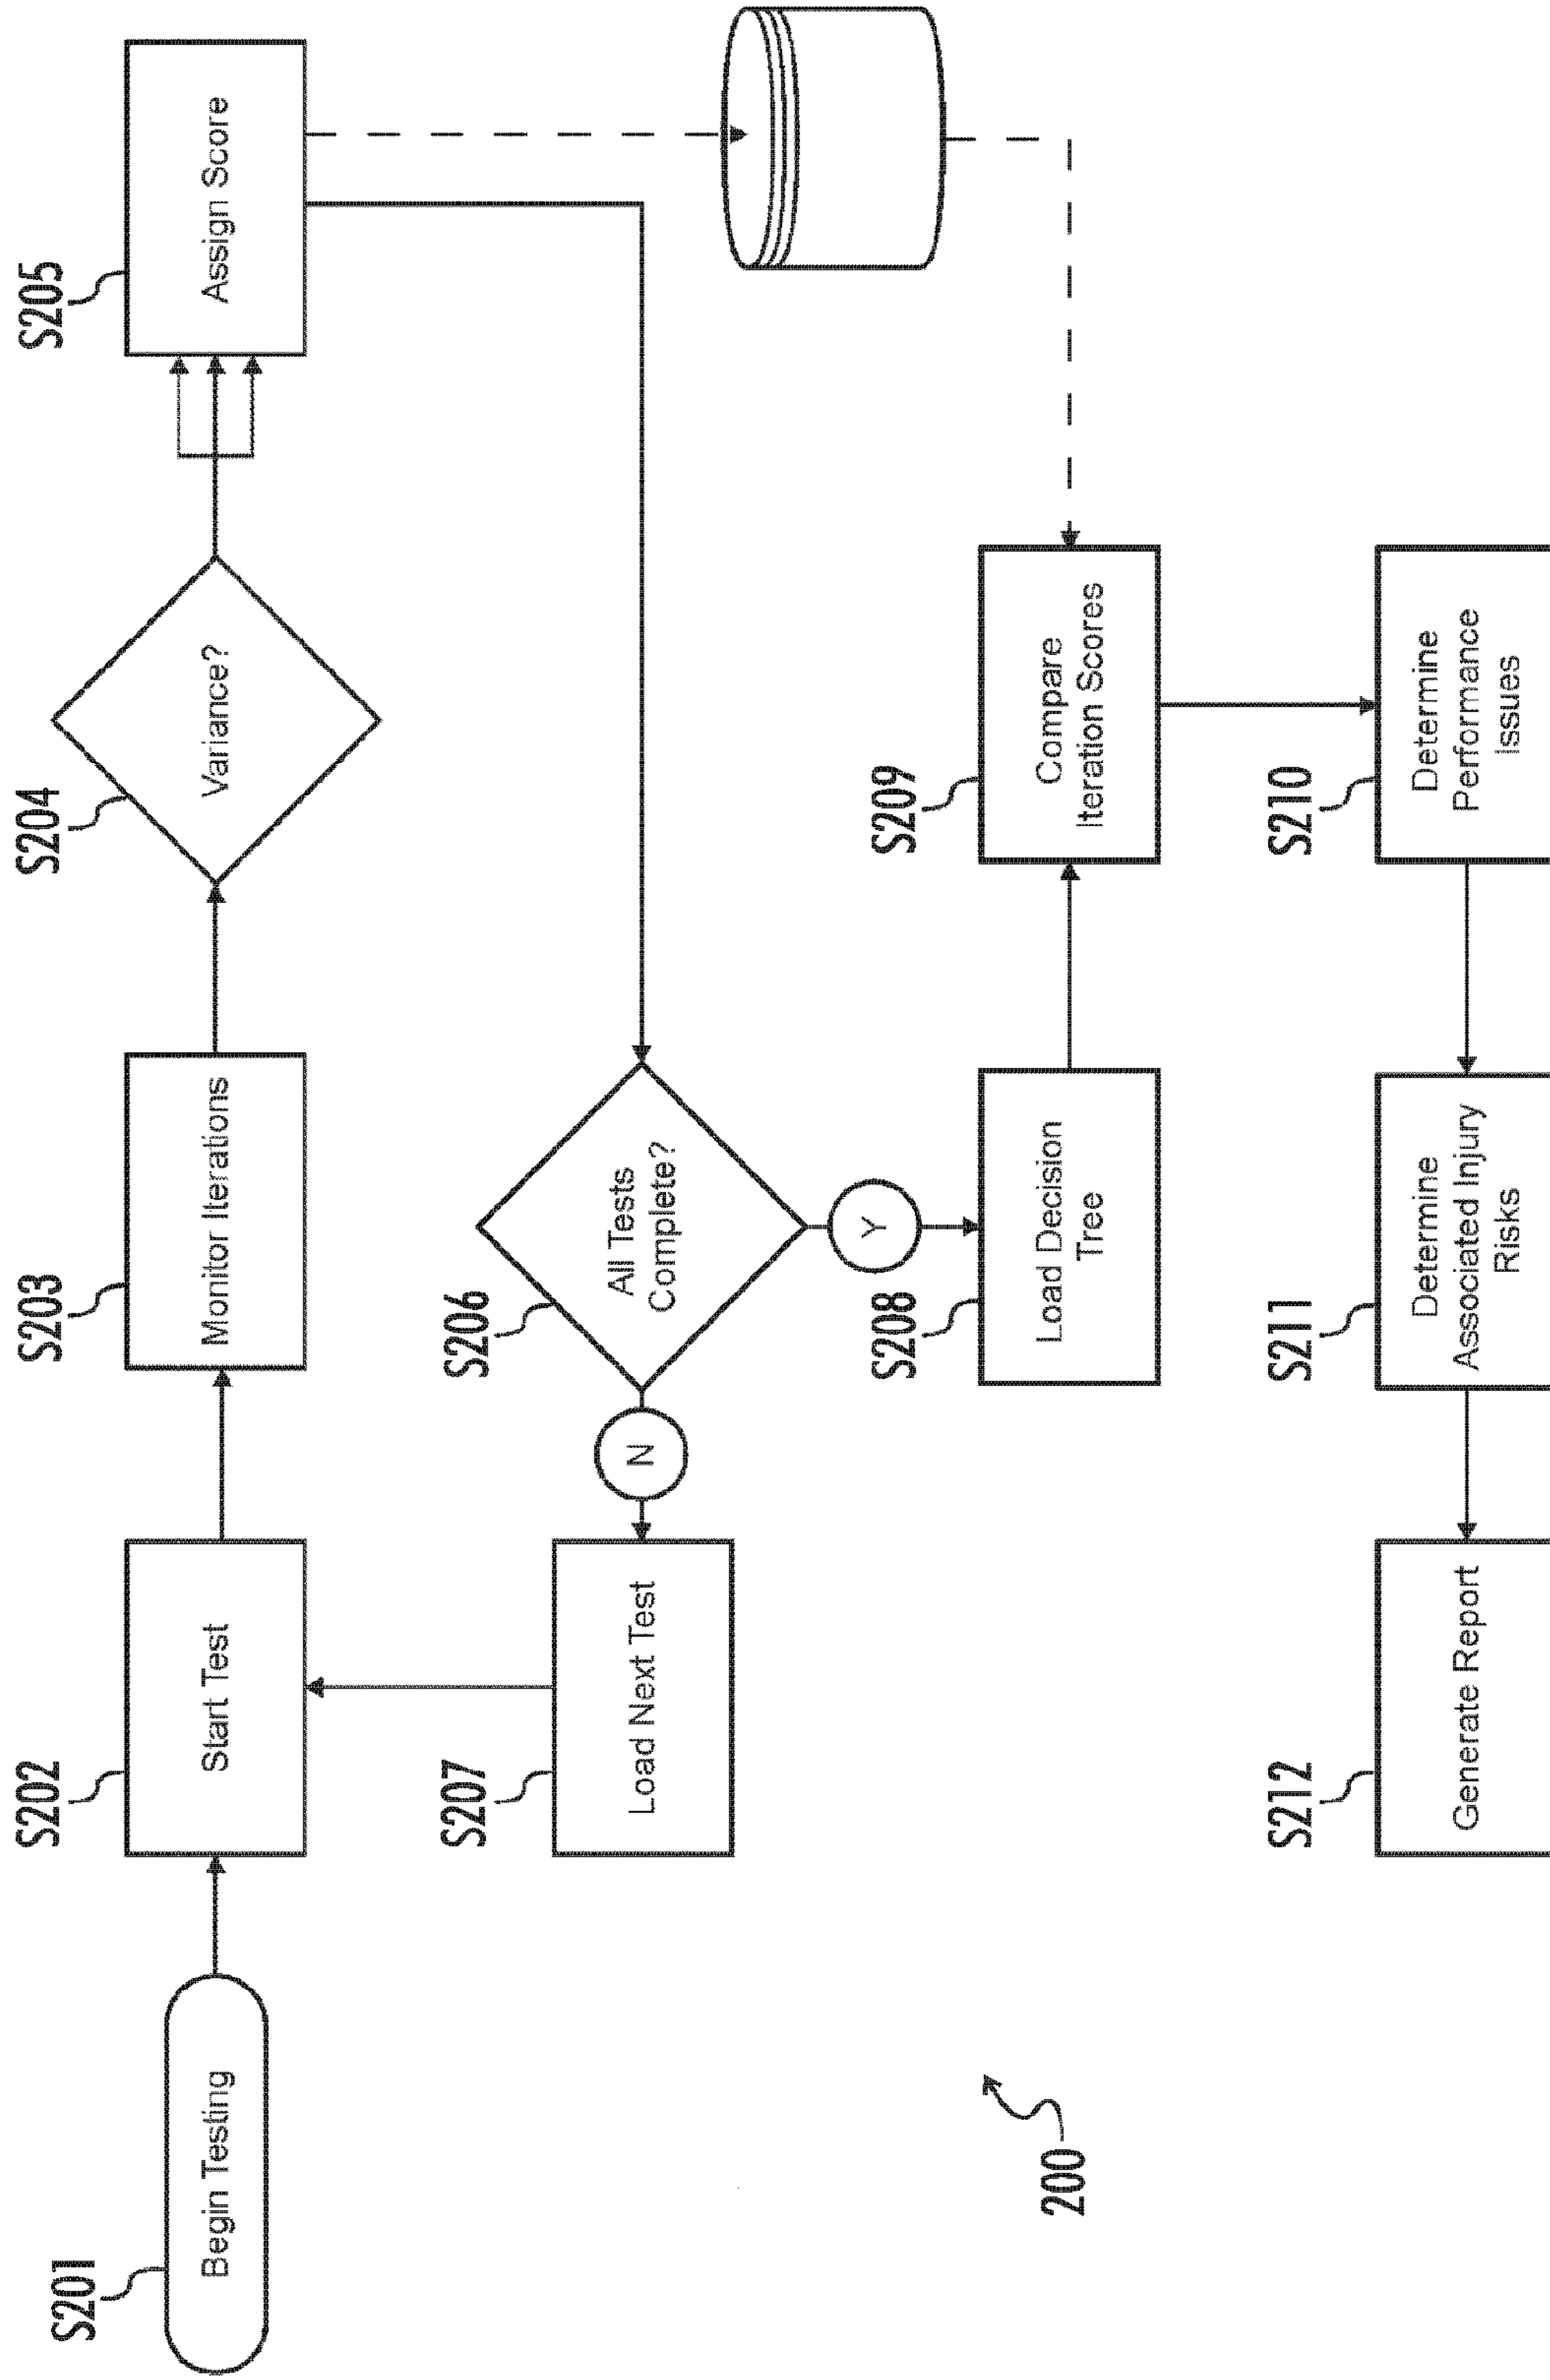 S201
Begin Testing
S202
Start Test
S203
Monitor Iterations
S204
Variance?
S205
Assign Score
S206
All Tests
Complete?
N
Y
S207
Load Next Test
S208
Load Decision
Tree
S209
Compare
Iteration Scores
S210
Determine
Performance
Issues
S211
Determine
Associated Injury
Risks
S212
Generate Report
200